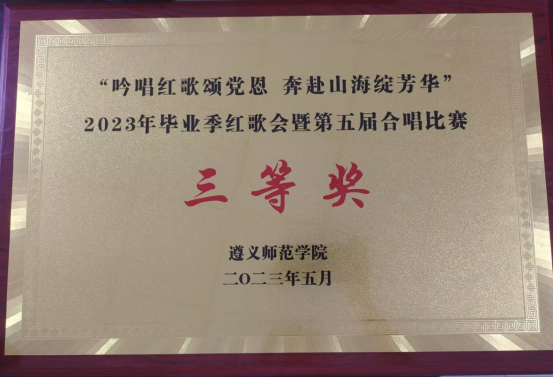 “吟唱红歌颂党恩 奔赴山海绽芳华”
2023年毕业季红歌会暨第五届合唱比赛
三等奖
遵义师范学院
二〇二三年五月